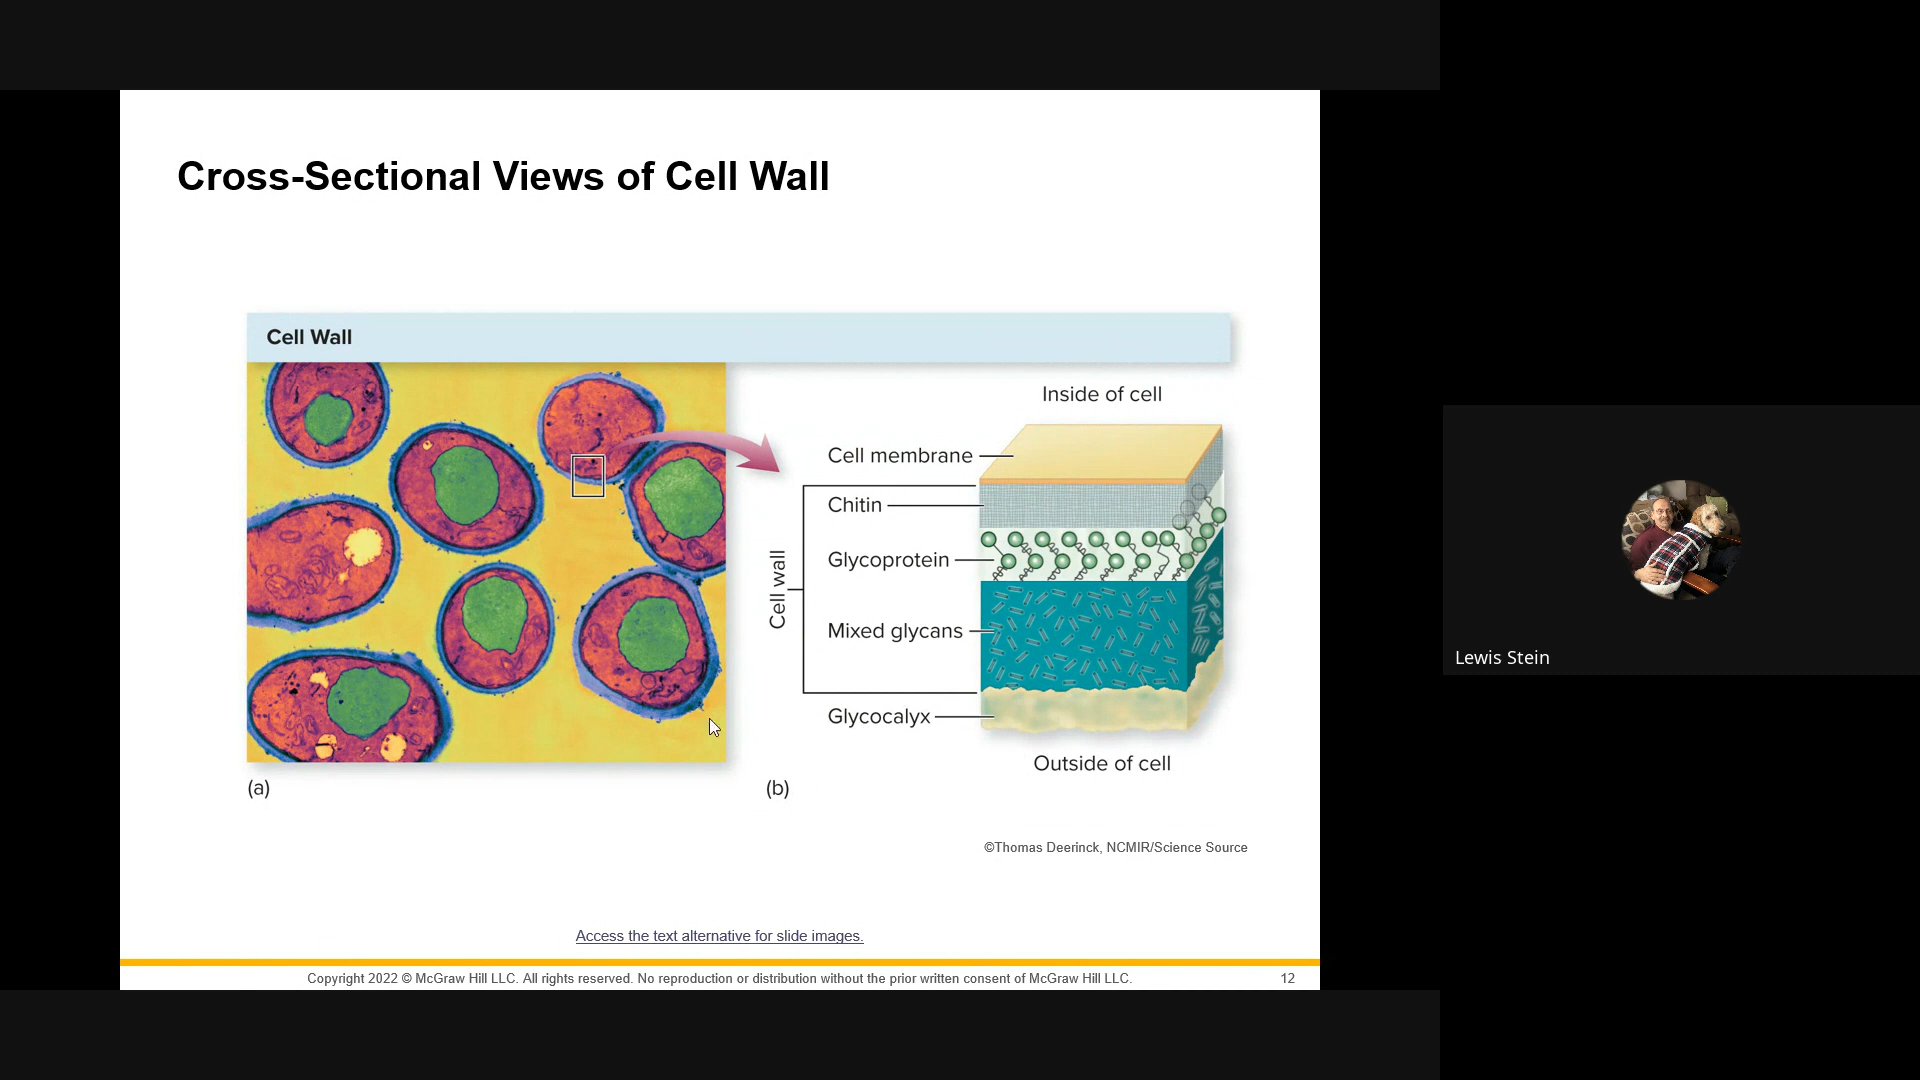 Cross-Sectional Views of Cell Wall
Cell Wall
Inside of cell
Cell membrane
Chitin
Glycoprotein
Cell wall
Mixed glycans
Glycocalyx
Outside of cell
(a)
(b)
©Thomas Deerinck, NCMIR/Science Source
Access the text alternative for slide images.
Copyright 2022 © McGraw Hill LLC. All rights reserved. No reproduction or distribution without the prior written consent of McGraw Hill LLC.
12
Lewis Stein